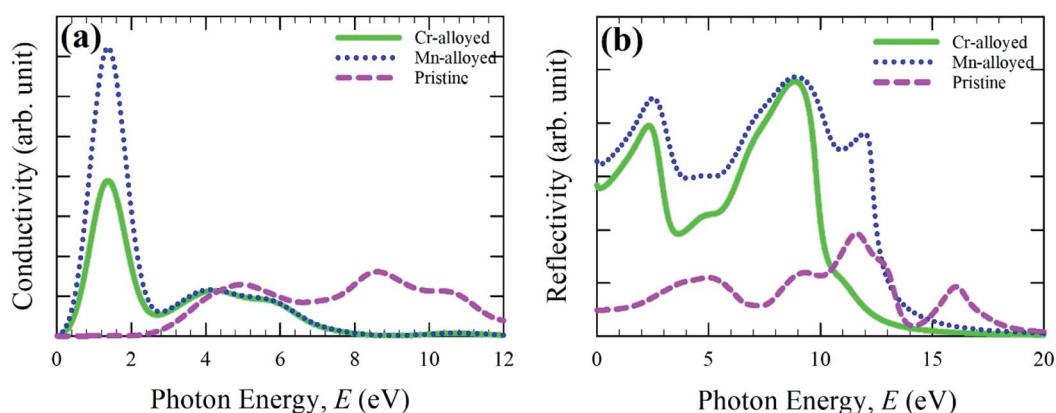 (a)
Cr-alloyed
Mn-alloyed
Pristine
Conductivity (arb. unit)
0 2 4 6 8 10 12
Photon Energy, E (eV)
(b)
Cr-alloyed
Mn-alloyed
Pristine
Reflectivity (arb. unit)
0 5 10 15 20
Photon Energy, E (eV)